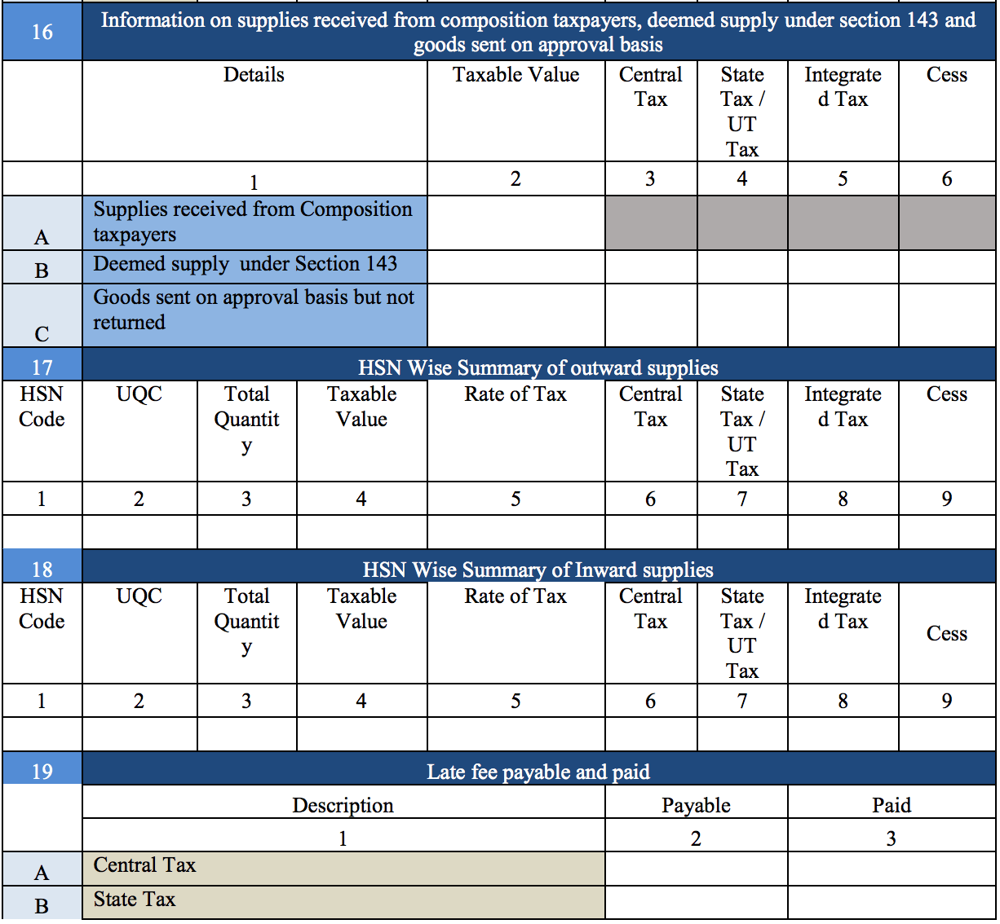 16
Information on supplies received from composition taxpayers, deemed supply under section 143 and
goods sent on approval basis
Details
Taxable Value
Central
Tax
State
Tax /
UT
Tax
Integrate
d Tax
Cess
1
2
3
4
5
6
A
Supplies received from Composition
taxpayers
B
Deemed supply  under Section 143
C
Goods sent on approval basis but not
returned
17
HSN Wise Summary of outward supplies
HSN
Code
UQC
Total
Quantit
y
Taxable
Value
Rate of Tax
Central
Tax
State
Tax /
UT
Tax
Integrate
d Tax
Cess
1
2
3
4
5
6
7
8
9
18
HSN Wise Summary of Inward supplies
HSN
Code
UQC
Total
Quantit
y
Taxable
Value
Rate of Tax
Central
Tax
State
Tax /
UT
Tax
Integrate
d Tax
Cess
1
2
3
4
5
6
7
8
9
19
Late fee payable and paid
Description
Payable
Paid
1
2
3
A
Central Tax
B
State Tax